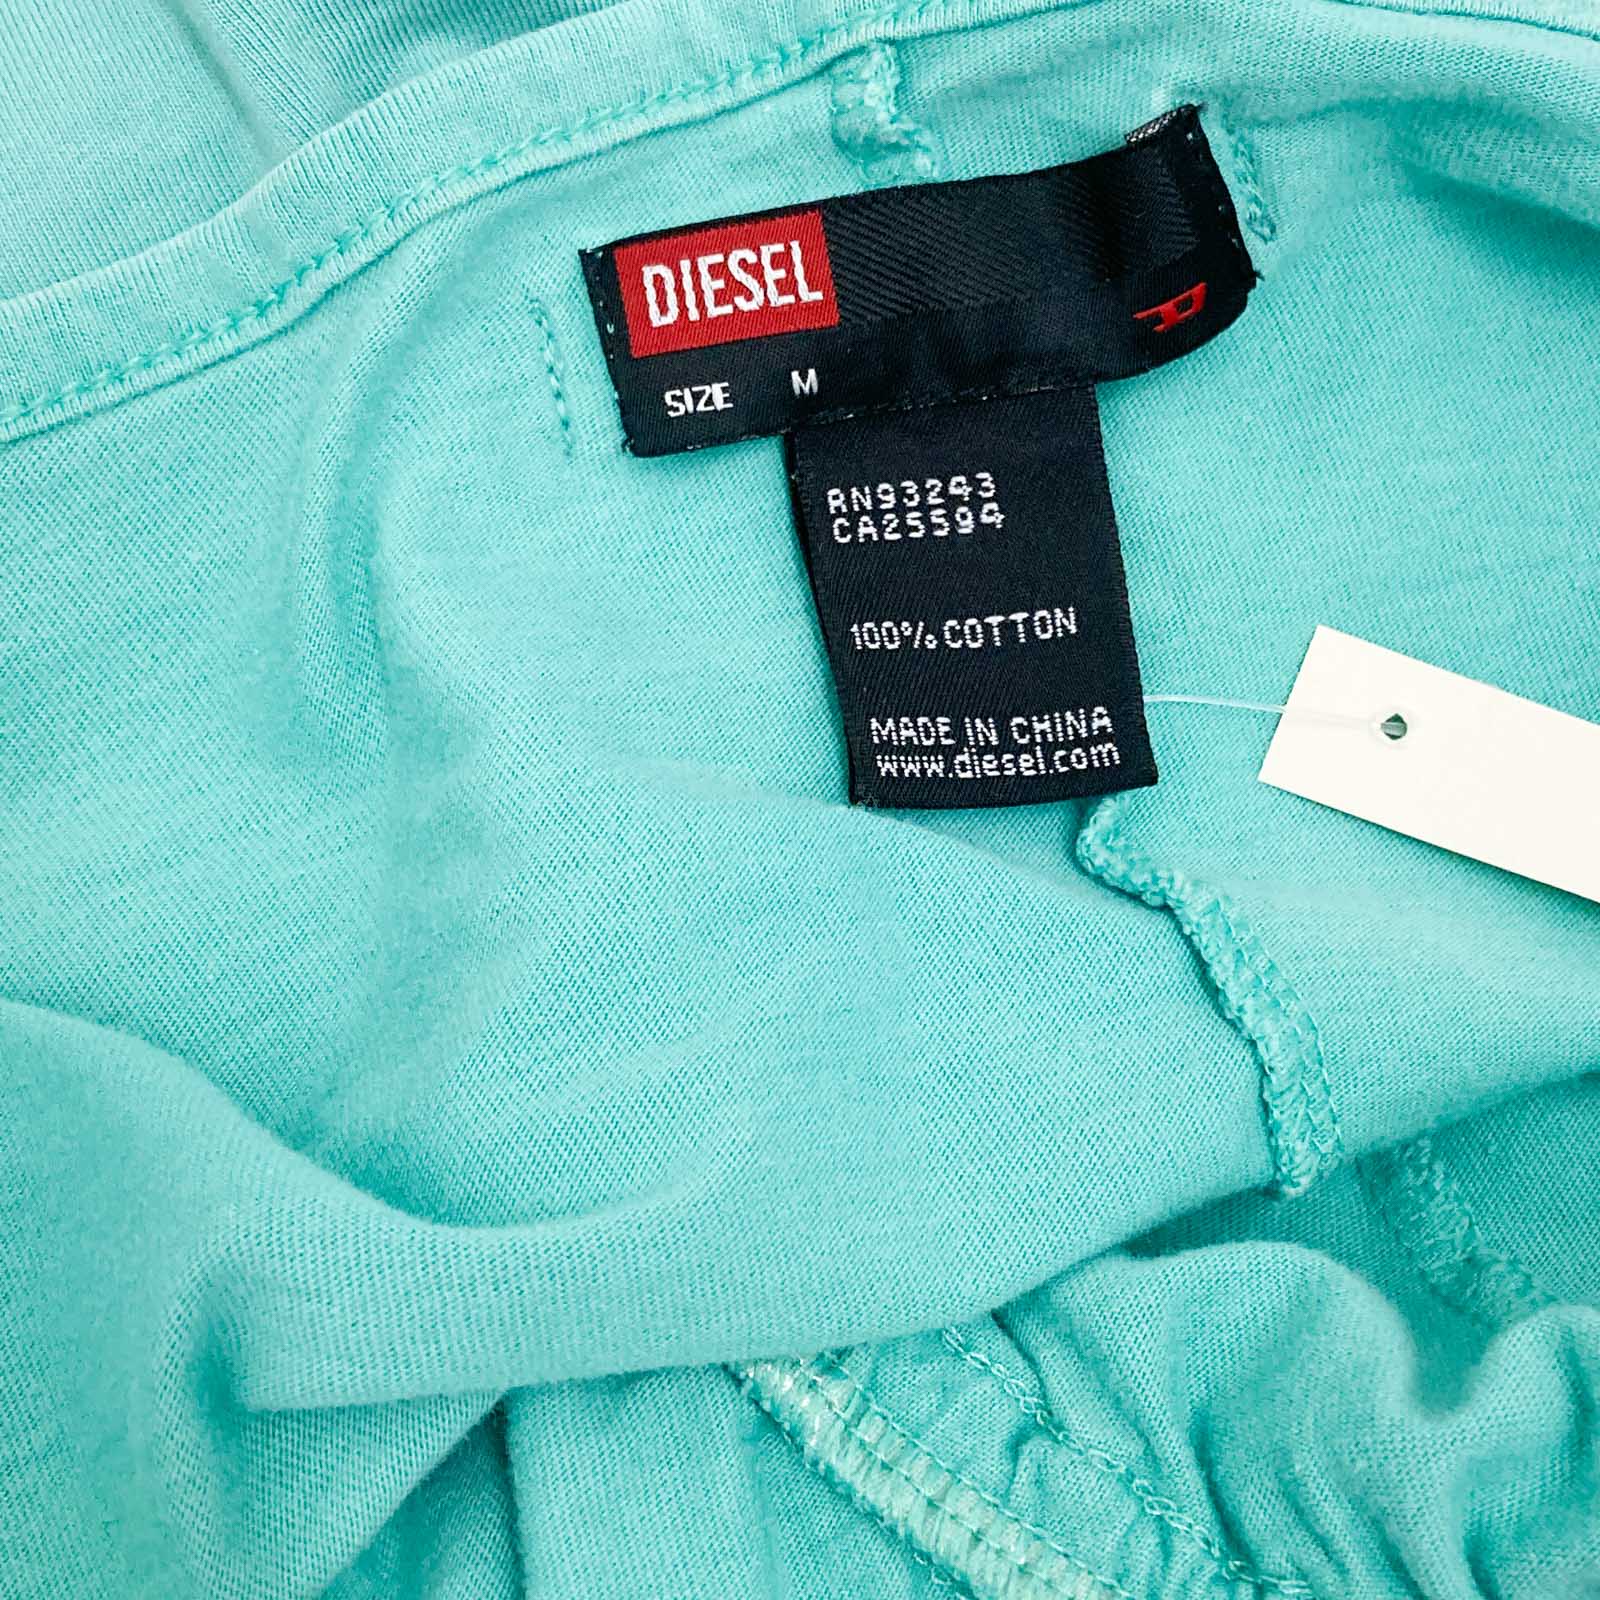 DIESEL
SIZE M
RN93243
CA25594
100% COTTON
MADE IN CHINA
www.diesel.com